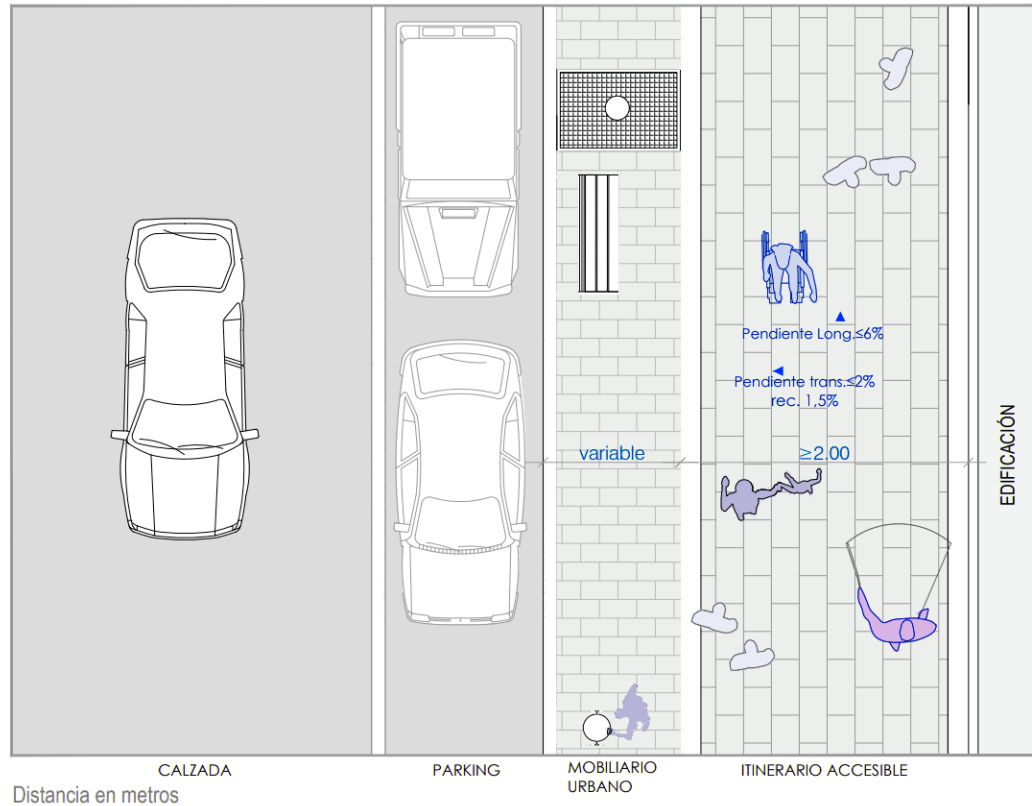 Pendiente Long.≤6%
Pendiente trans.≤2%
rec. 1,5%
variable
≥2.00
EDIFICACIÓN
CALZADA
PARKING
MOBILIARIO
URBANO
ITINERARIO ACCESIBLE
Distancia en metros